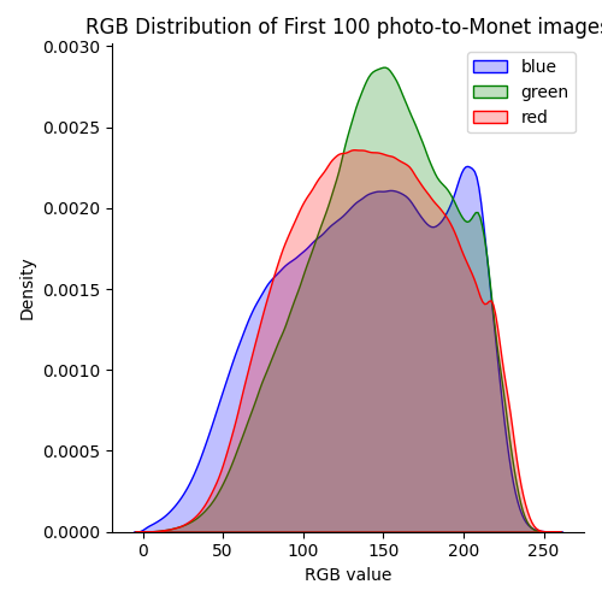 RGB Distribution of First 100 photo-to-Monet images
blue
green
red
0.0030
0.0025
0.0020
0.0015
0.0010
0.0005
0.0000
Density
0
50
100
150
200
250
RGB value